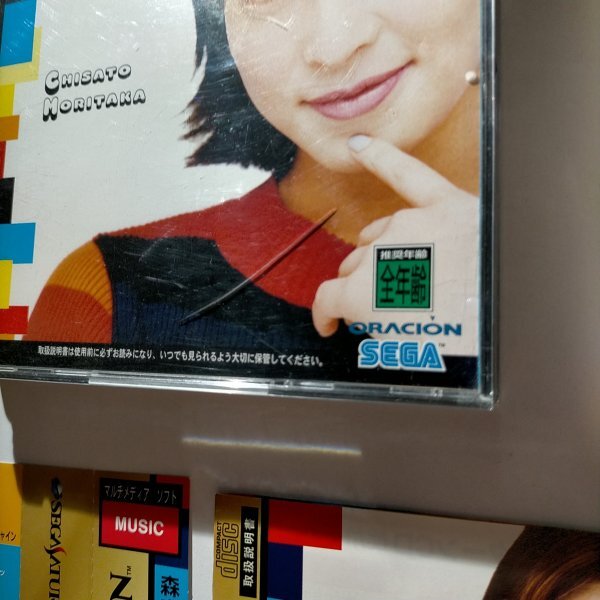 CHISATO
MORITAKA
推奨年齢
全年齢
ORACIÓN
SEGA™
取扱説明書は使用前に必ずお読みになり、いつでも見られるよう大切に保管してください。
マルチメディア ソフト
MUSIC
森
SEGA SATU
COMPACT
disc
取扱説明書